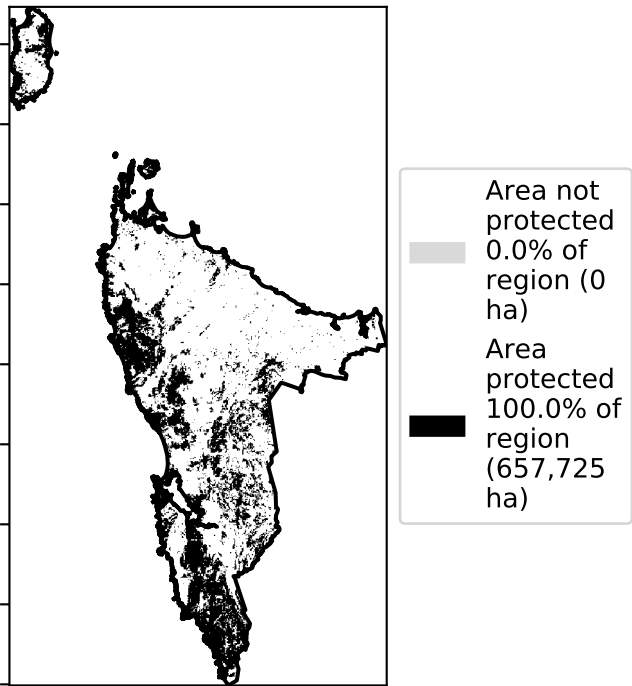 Area not
protected
0.0% of
region (0
ha)
Area
protected
100.0% of
region
(657,725
ha)